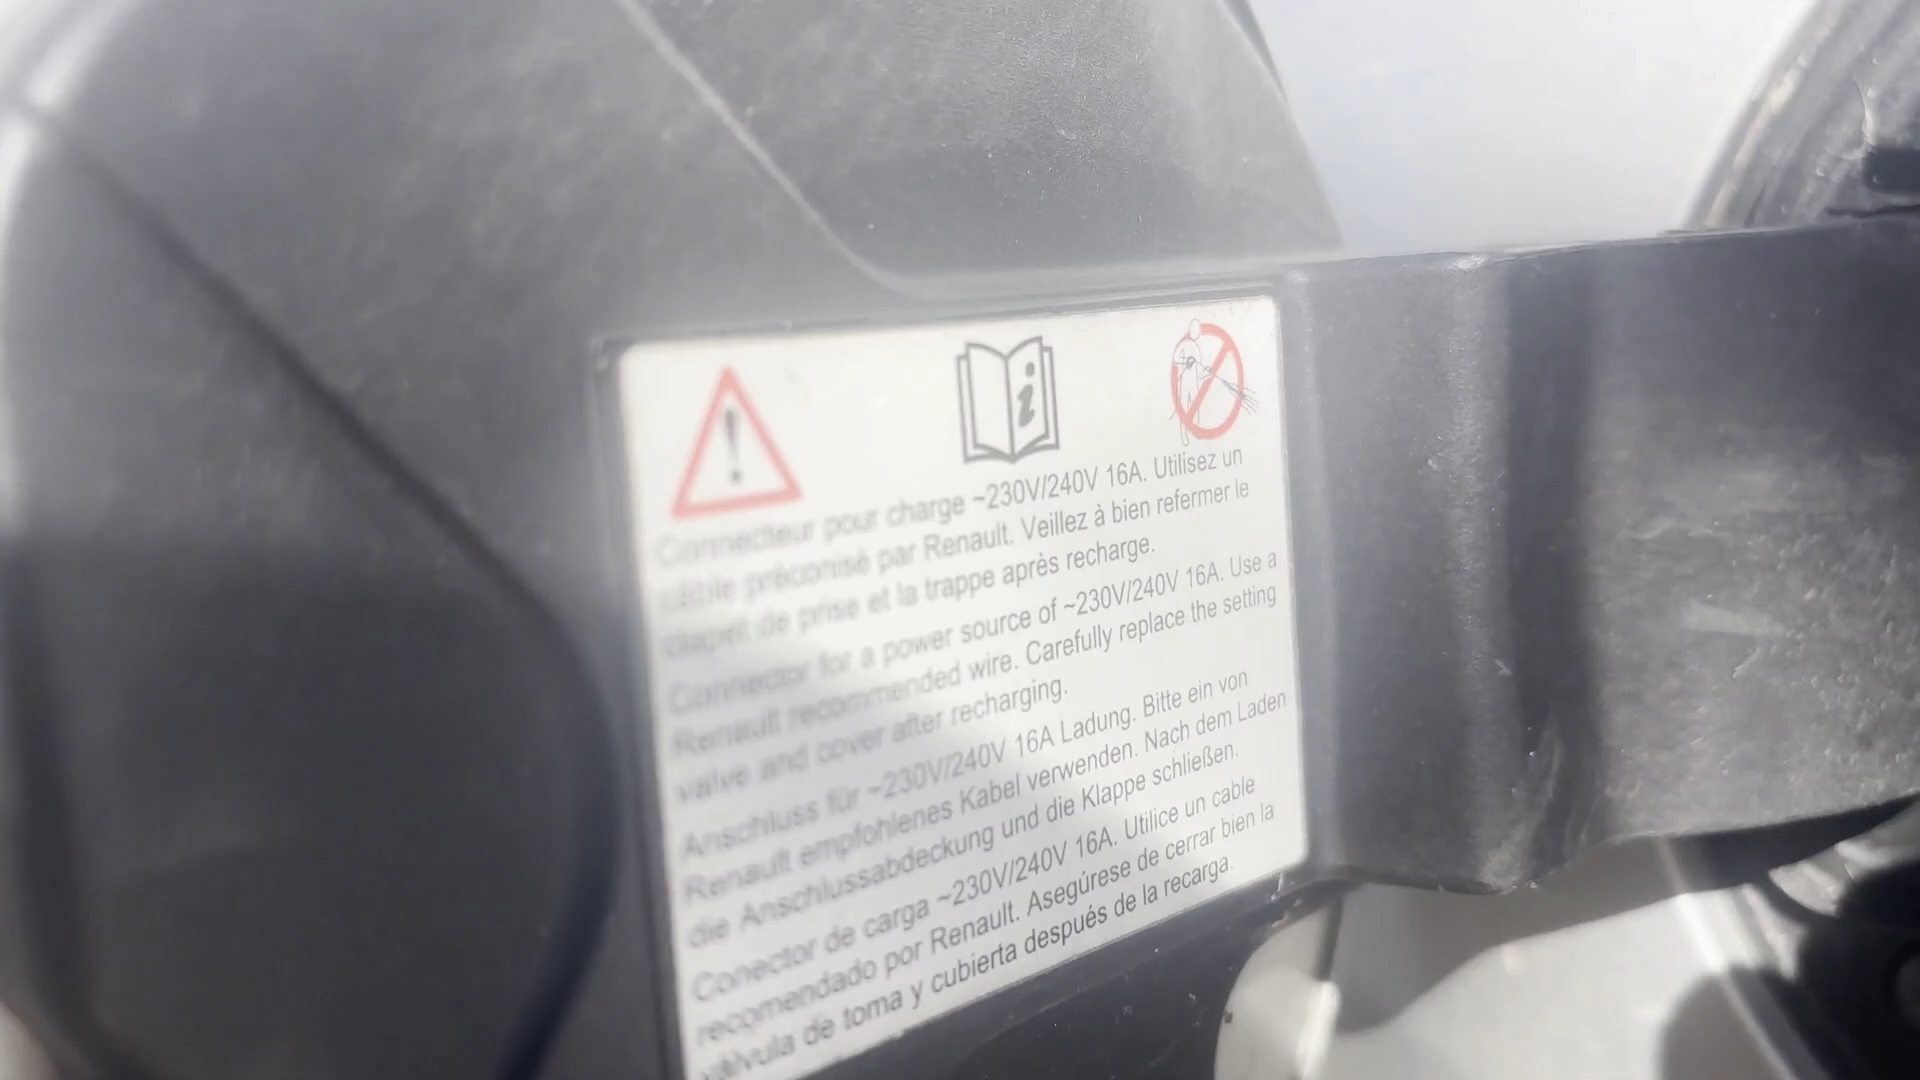 Connecteur pour charge ~230V/240V 16A. Utilisez un
câble préconisé par Renault. Veillez à bien refermer le
clapet de prise et la trappe après recharge.
Connector for a power source of ~230V/240V 16A. Use a
Renault recommended wire. Carefully replace the setting
valve and cover after recharging.
Anschluss für ~230V/240V 16A Ladung. Bitte ein von
Renault empfohlenes Kabel verwenden. Nach dem Laden
die Anschlussabdeckung und die Klappe schließen.
Conector de carga ~230V/240V 16A. Utilice un cable
recomendado por Renault. Asegúrese de cerrar bien la
válvula de toma y cubierta después de la recarga.